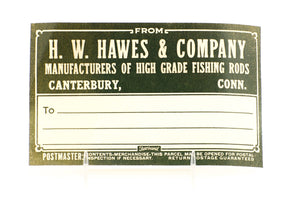 FROM
H. W. HAWES & COMPANY
MANUFACTURERS OF HIGH GRADE FISHING RODS
CANTERBURY, CONN.
To
POSTMASTER: CONTENTS-MERCHANDISE-THIS PARCEL MAY BE OPENED FOR POSTAL
INSPECTION IF NECESSARY. RETURN POSTAGE GUARANTEED